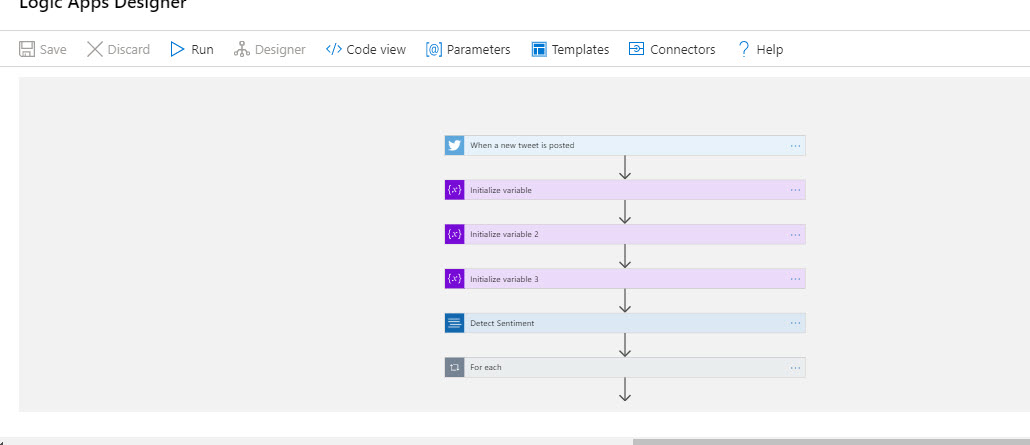 Logic Apps Designer
Save Discard Run Designer </> Code view [@] Parameters Templates Connectors ? Help
When a new tweet is posted ...
{x} Initialize variable ...
{x} Initialize variable 2 ...
{x} Initialize variable 3 ...
Detect Sentiment ...
For each ...